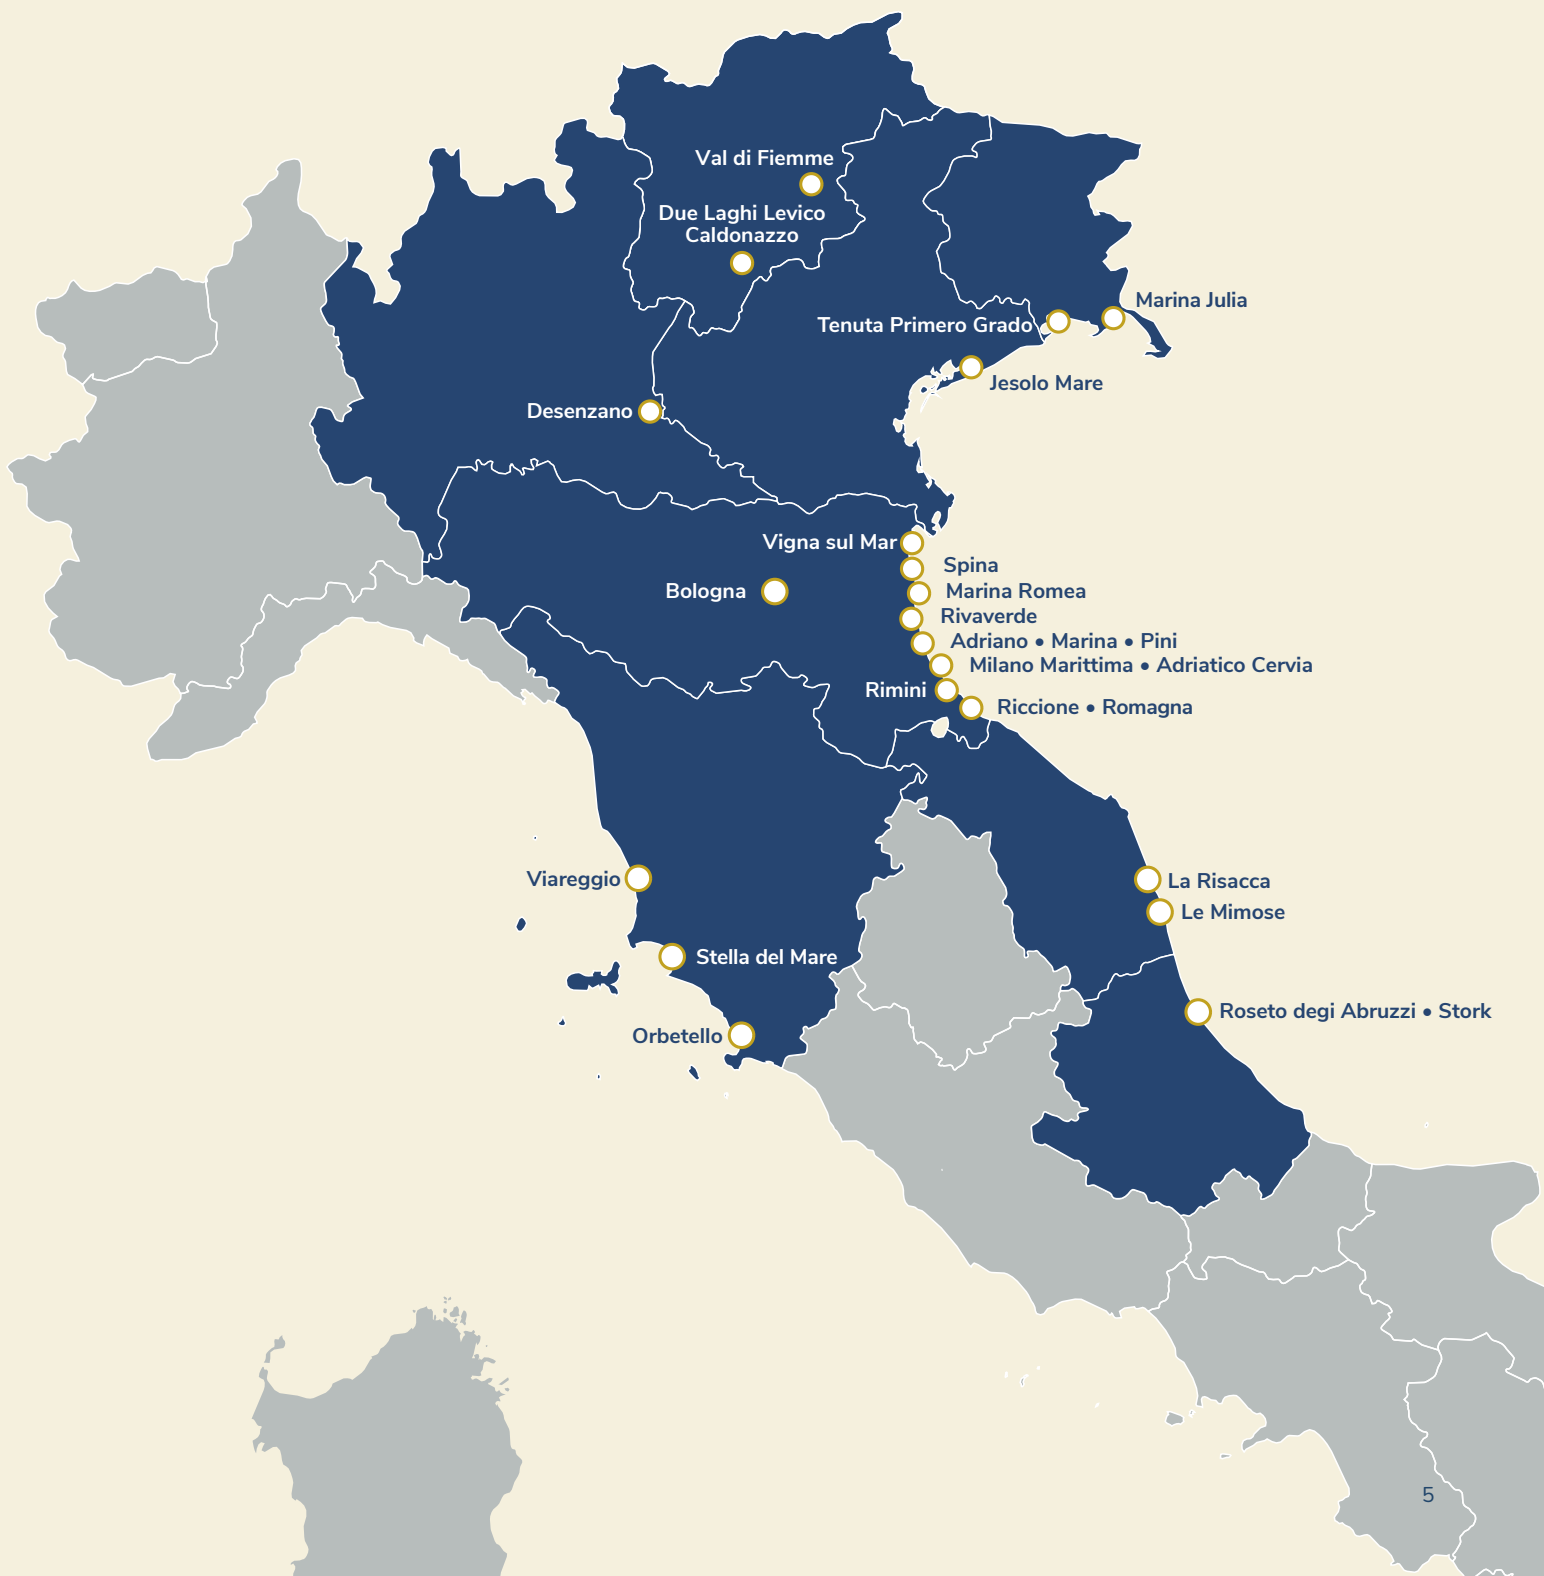 Val di Fiemme
Due Laghi Levico
Caldonazzo
Marina Julia
Tenuta Primero Grado
Jesolo Mare
Desenzano
Vigna sul Mar
Spina
Bologna
Marina Romea
Rivaverde
Adriano • Marina • Pini
Milano Marittima • Adriatico Cervia
Rimini
Riccione • Romagna
Viareggio
La Risacca
Le Mimose
Stella del Mare
Roseto degi Abruzzi • Stork
Orbetello
5